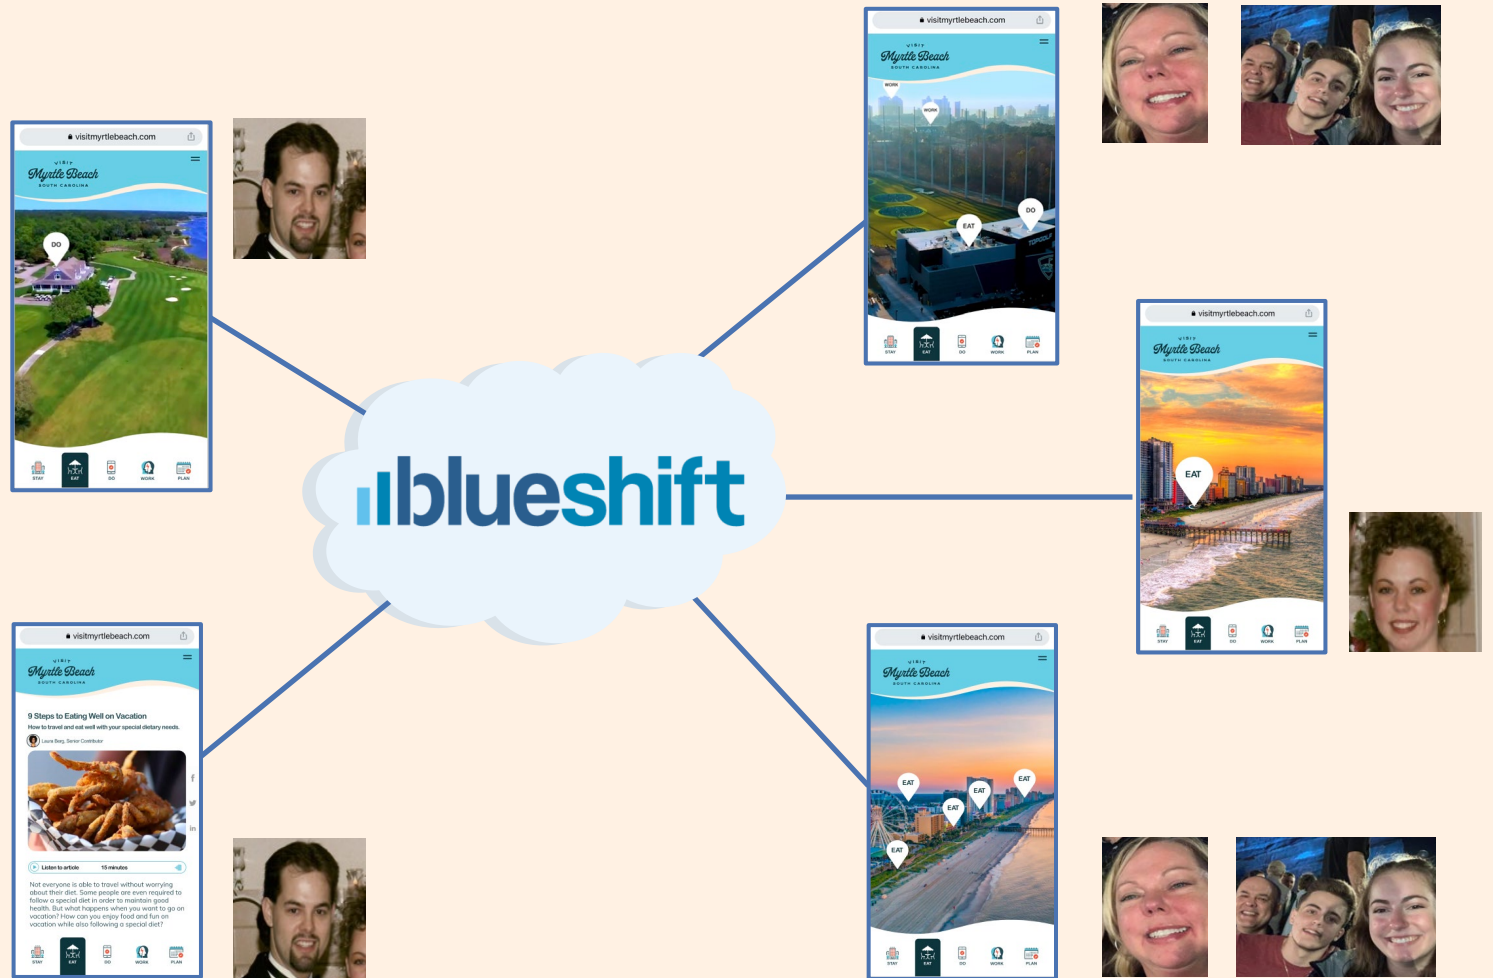 visitmyrtlebeach.com
VISIT
Myrtle Beach
SOUTH CAROLINA
DO
STAY
EAT
DO
WORK
PLAN
visitmyrtlebeach.com
VISIT
Myrtle Beach
SOUTH CAROLINA
WORK
WORK
DO
EAT
TOPGOLF
STAY
EAT
DO
WORK
PLAN
visitmyrtlebeach.com
VISIT
Myrtle Beach
SOUTH CAROLINA
EAT
STAY
EAT
DO
WORK
PLAN
blueshift
visitmyrtlebeach.com
VISIT
Myrtle Beach
SOUTH CAROLINA
9 Steps to Eating Well on Vacation
How to travel and eat well with your special dietary needs.
Laura Berg, Senior Contributor
f
in
Listen to article 15 minutes
Not everyone is able to travel without worrying
about their diet. Some people are even required to
follow a special diet in order to maintain good
health. But what happens when you want to go on
vacation? How can you enjoy food and fun on
vacation while also following a special diet?
STAY
EAT
DO
WORK
PLAN
visitmyrtlebeach.com
VISIT
Myrtle Beach
SOUTH CAROLINA
EAT
EAT
EAT
EAT
EAT
STAY
EAT
DO
WORK
PLAN